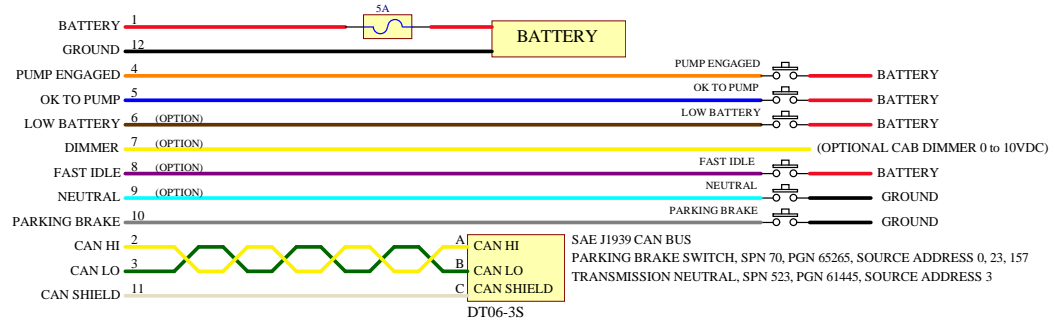 5A
BATTERY 1
BATTERY
GROUND 12
PUMP ENGAGED 4 PUMP ENGAGED BATTERY
OK TO PUMP 5 OK TO PUMP BATTERY
LOW BATTERY 6 (OPTION) LOW BATTERY BATTERY
DIMMER 7 (OPTION) (OPTIONAL CAB DIMMER 0 to 10VDC)
FAST IDLE 8 (OPTION) FAST IDLE BATTERY
NEUTRAL 9 (OPTION) NEUTRAL GROUND
PARKING BRAKE 10 PARKING BRAKE GROUND
CAN HI 2 A CAN HI SAE J1939 CAN BUS
PARKING BRAKE SWITCH, SPN 70, PGN 65265, SOURCE ADDRESS 0, 23, 157
CAN LO 3 B CAN LO TRANSMISSION NEUTRAL, SPN 523, PGN 61445, SOURCE ADDRESS 3
CAN SHIELD 11 C CAN SHIELD
DT06-3S